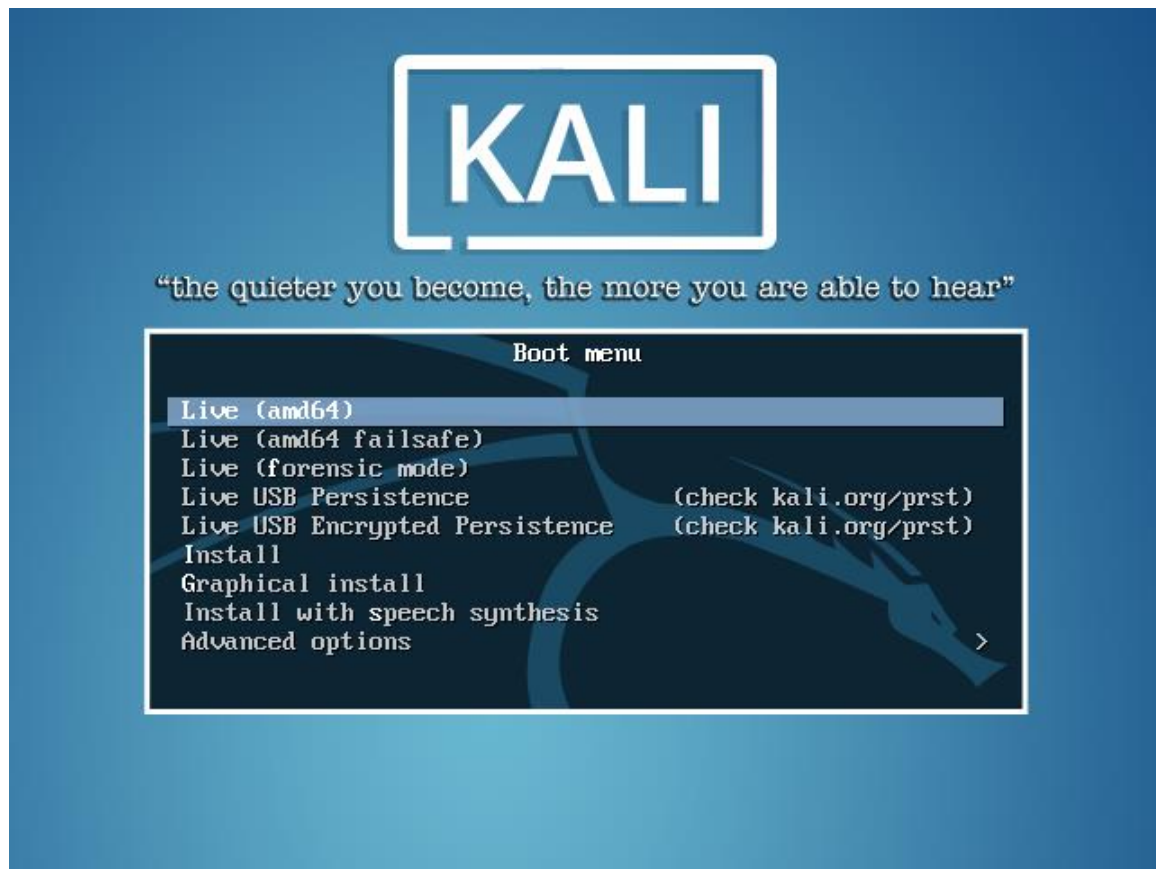 KALI
“the quieter you become, the more you are able to hear”
Boot menu
Live (amd64)
Live (amd64 failsafe)
Live (forensic mode)
Live USB Persistence (check kali.org/prst)
Live USB Encrypted Persistence (check kali.org/prst)
Install
Graphical install
Install with speech synthesis
Advanced options >